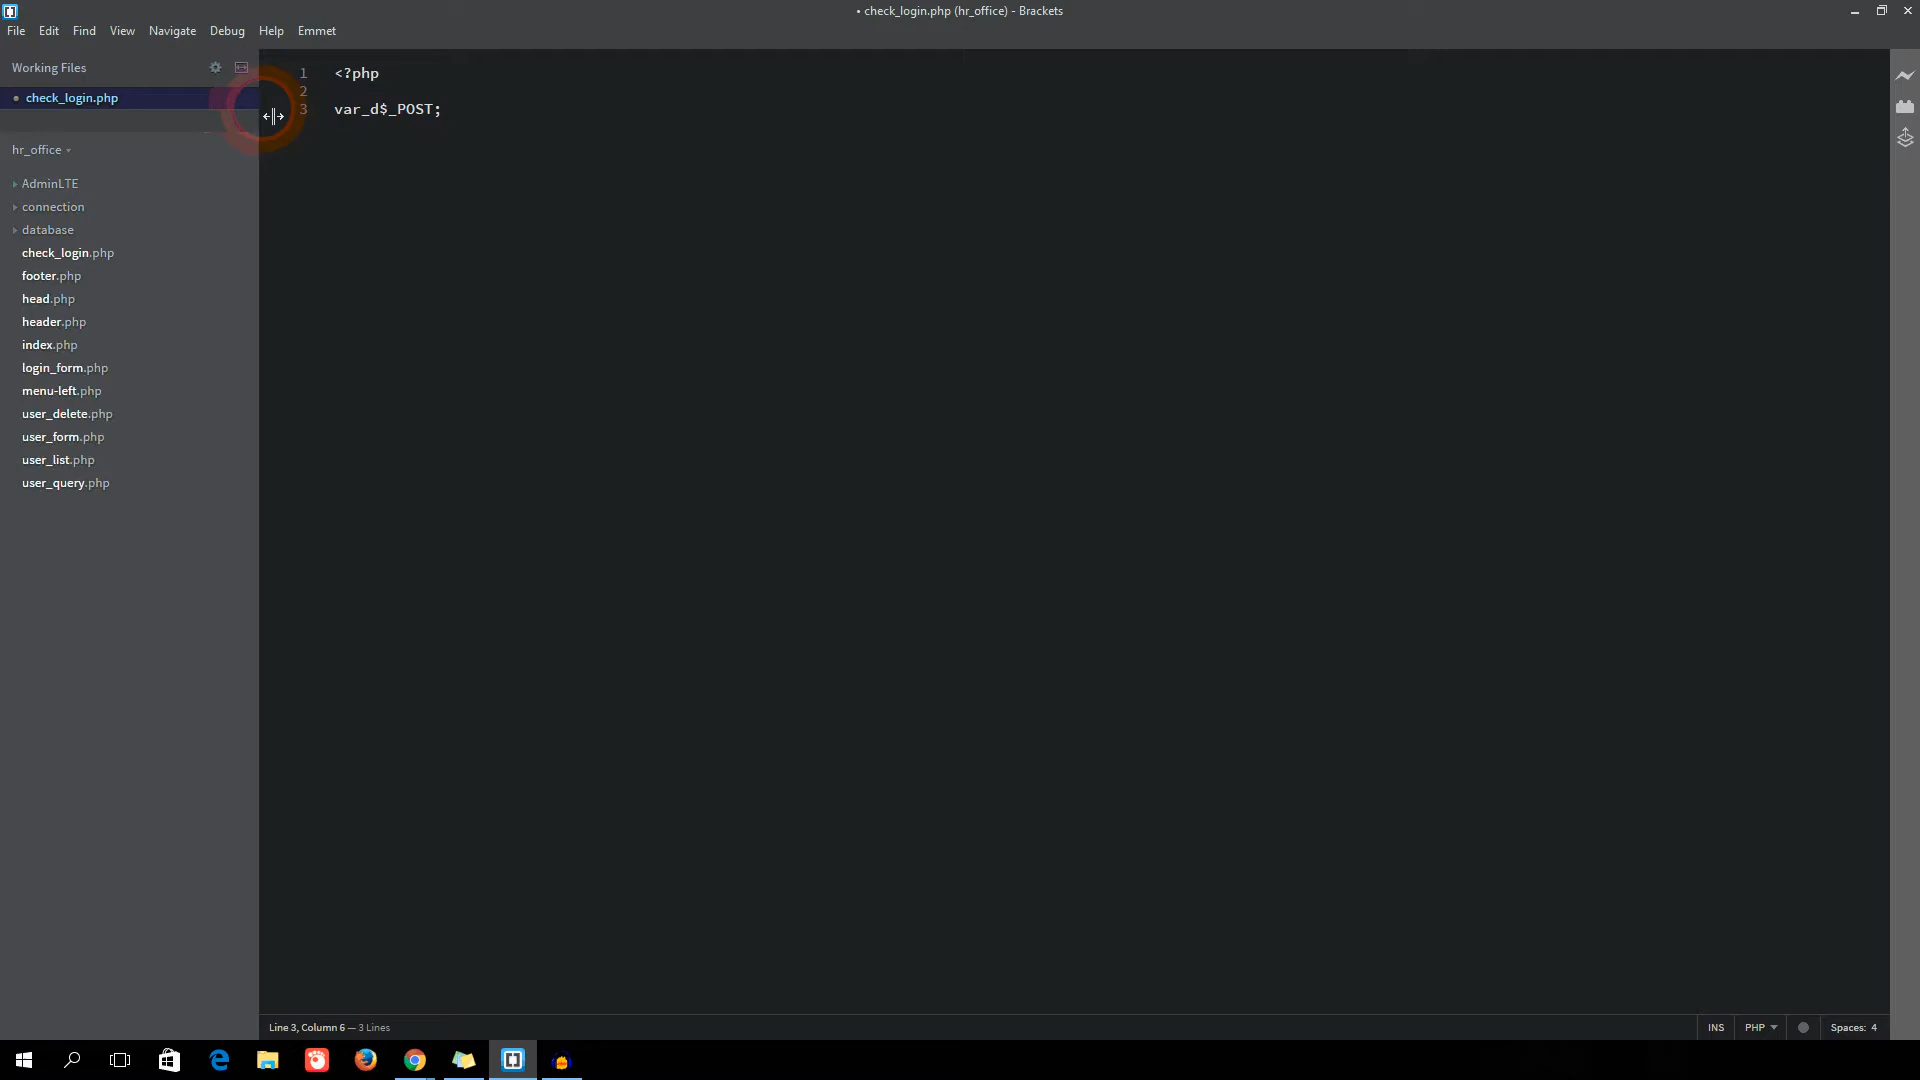 • check_login.php (hr_office) - Brackets
File Edit Find View Navigate Debug Help Emmet
Working Files
check_login.php
hr_office
AdminLTE
connection
database
check_login.php
footer.php
head.php
header.php
index.php
login_form.php
menu-left.php
user_delete.php
user_form.php
user_list.php
user_query.php
1 <?php
2
3 var_d$_POST;
Line 3, Column 6 — 3 Lines
INS PHP Spaces: 4